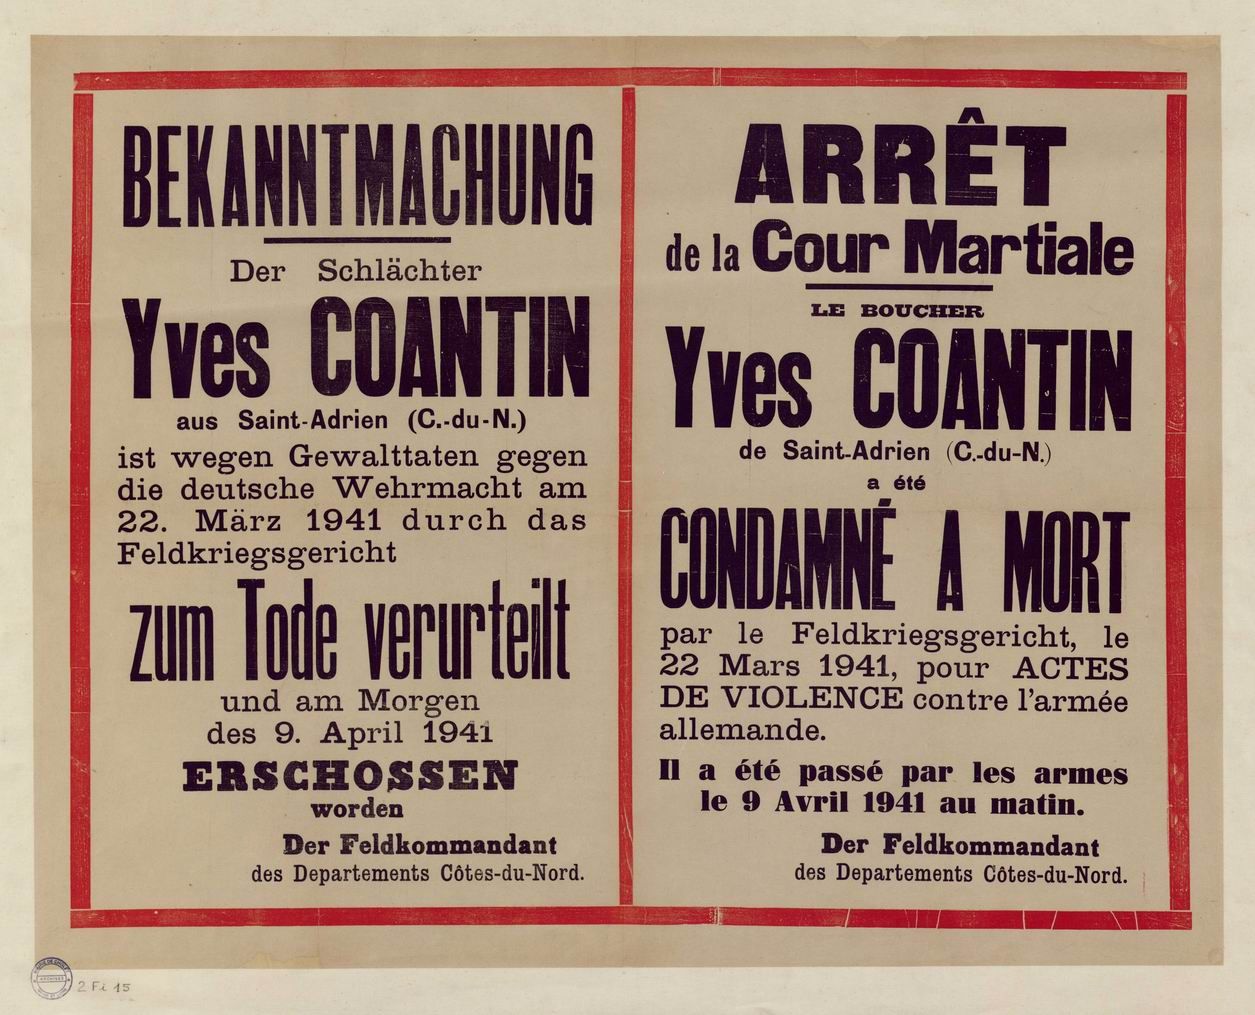 BEKANNTMACHUNG
Der Schlächter
Yves COANTIN
aus Saint-Adrien (C.-du-N.)
ist wegen Gewalttaten gegen
die deutsche Wehrmacht am
22. März 1941 durch das
Feldkriegsgericht
zum Tode verurteilt
und am Morgen
des 9. April 1941
ERSCHOSSEN
worden
Der Feldkommandant
des Departements Côtes-du-Nord.
ARRÊT
de la Cour Martiale
LE BOUCHER
Yves COANTIN
de Saint-Adrien (C.-du-N.)
a été
CONDAMNÉ A MORT
par le Feldkriegsgericht, le
22 Mars 1941, pour ACTES
DE VIOLENCE contre l'armée
allemande.
Il a été passé par les armes
le 9 Avril 1941 au matin.
Der Feldkommandant
des Departements Côtes-du-Nord.
2 Fi 15